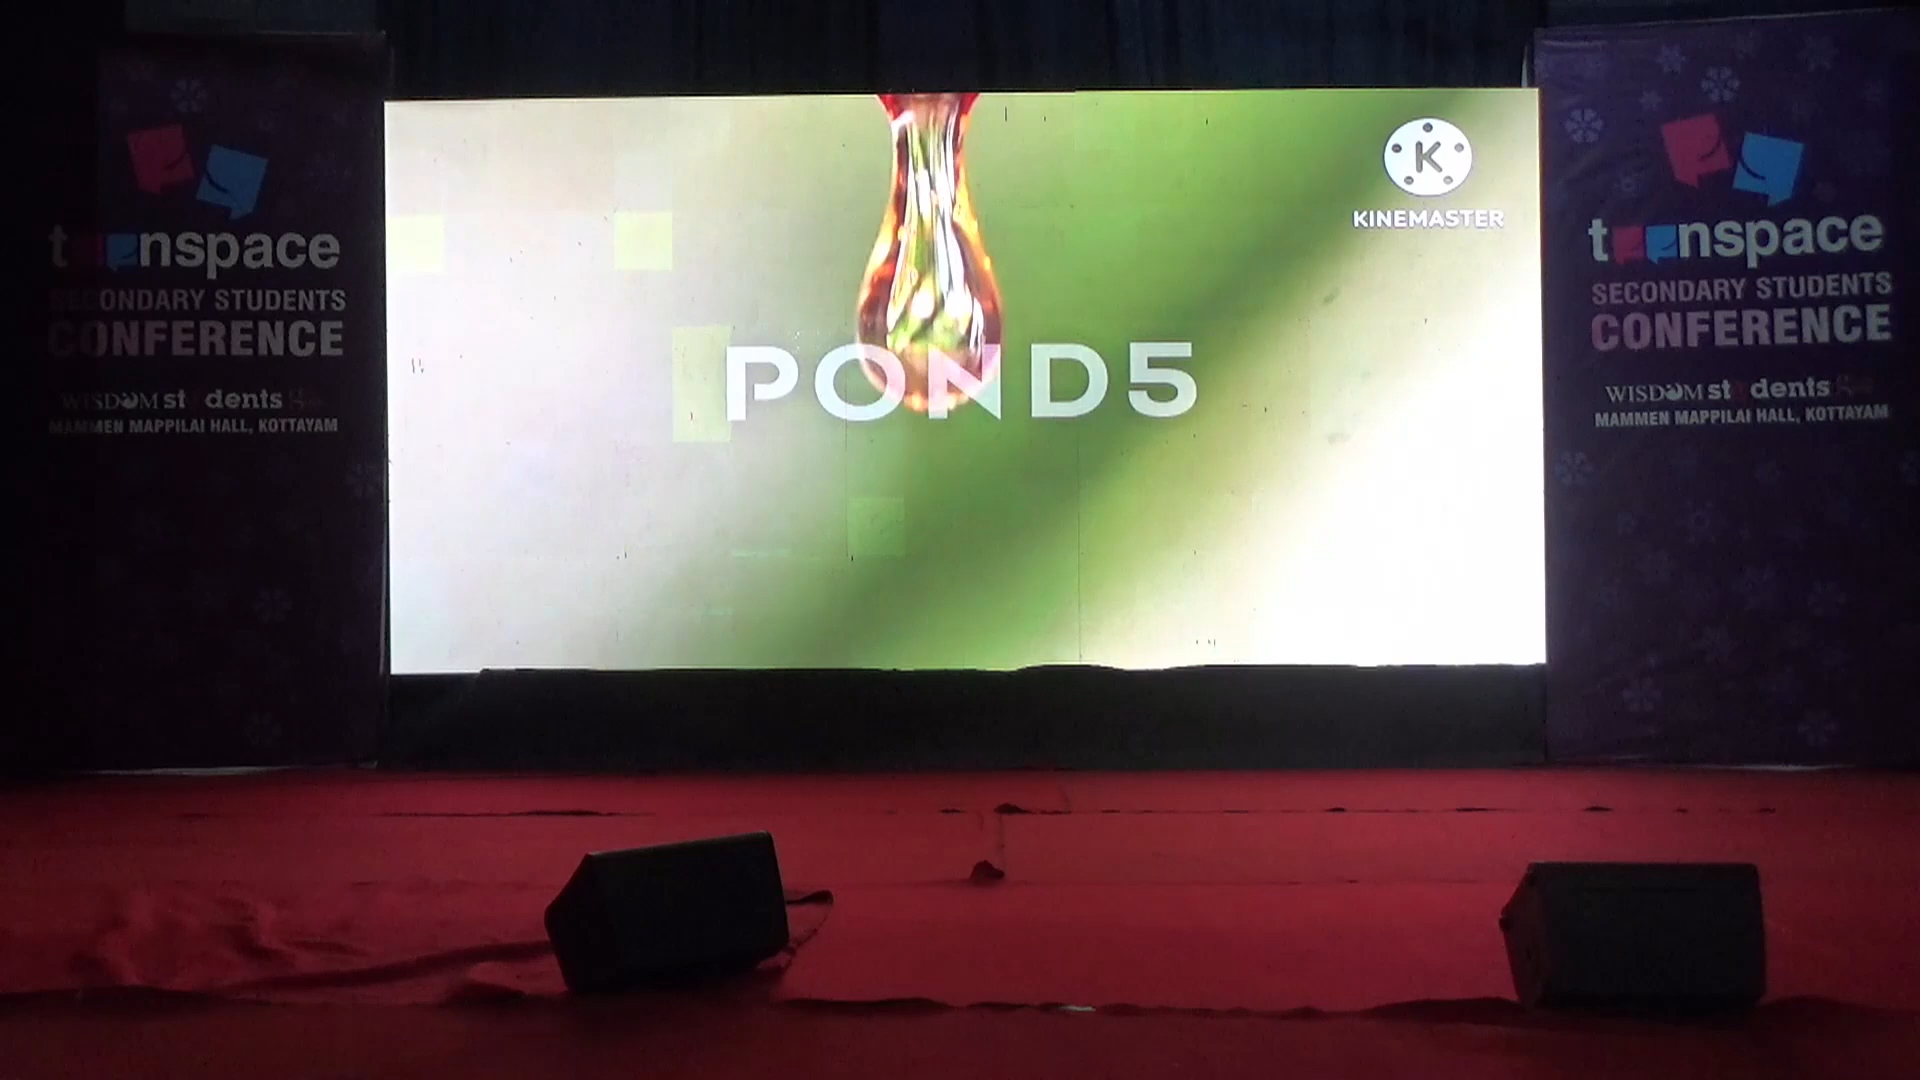 teenspace
SECONDARY STUDENTS
CONFERENCE
WISDOM students
MAMMEN MAPPILAI HALL, KOTTAYAM
POND5
K
KINEMASTER
teenspace
SECONDARY STUDENTS
CONFERENCE
WISDOM students
MAMMEN MAPPILAI HALL, KOTTAYAM